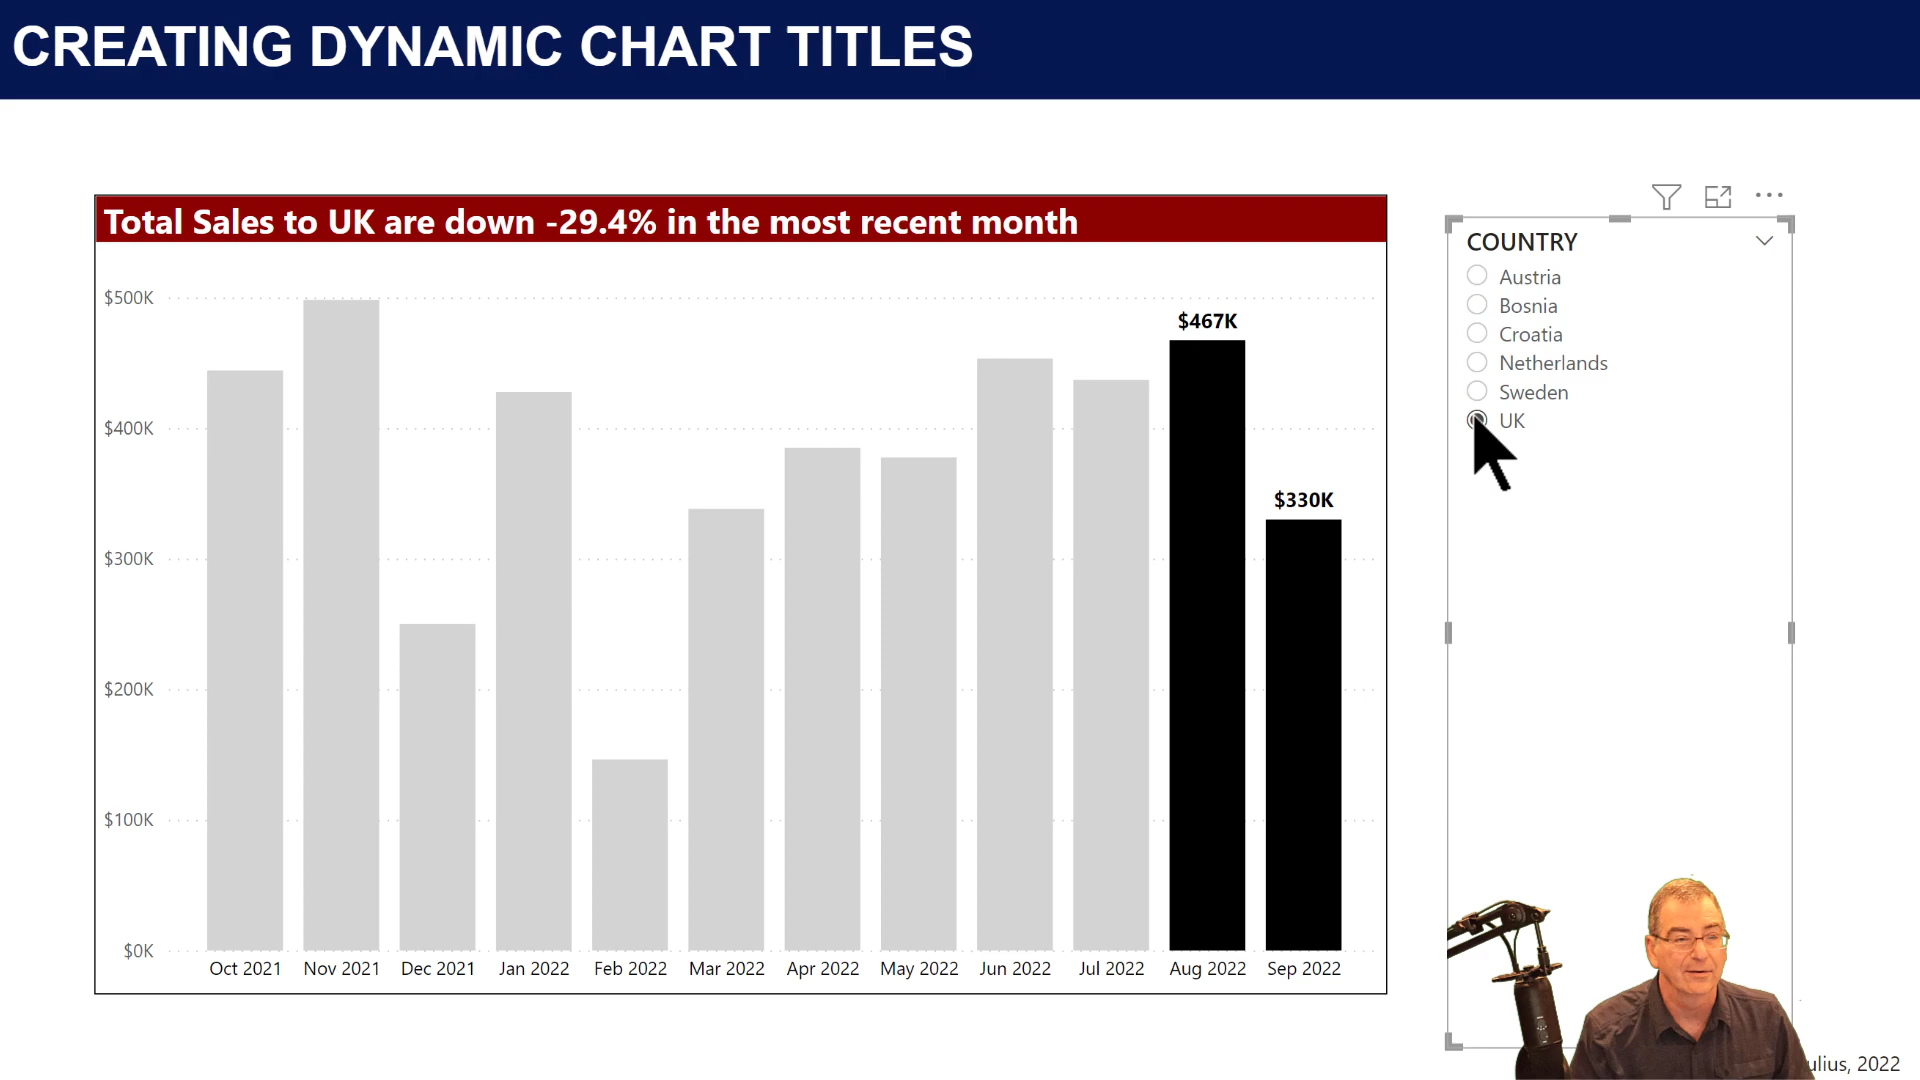 CREATING DYNAMIC CHART TITLES
Total Sales to UK are down -29.4% in the most recent month
$500K
$400K
$300K
$200K
$100K
$0K
$467K
$330K
Oct 2021 Nov 2021 Dec 2021 Jan 2022 Feb 2022 Mar 2022 Apr 2022 May 2022 Jun 2022 Jul 2022 Aug 2022 Sep 2022
COUNTRY
Austria
Bosnia
Croatia
Netherlands
Sweden
UK
2022